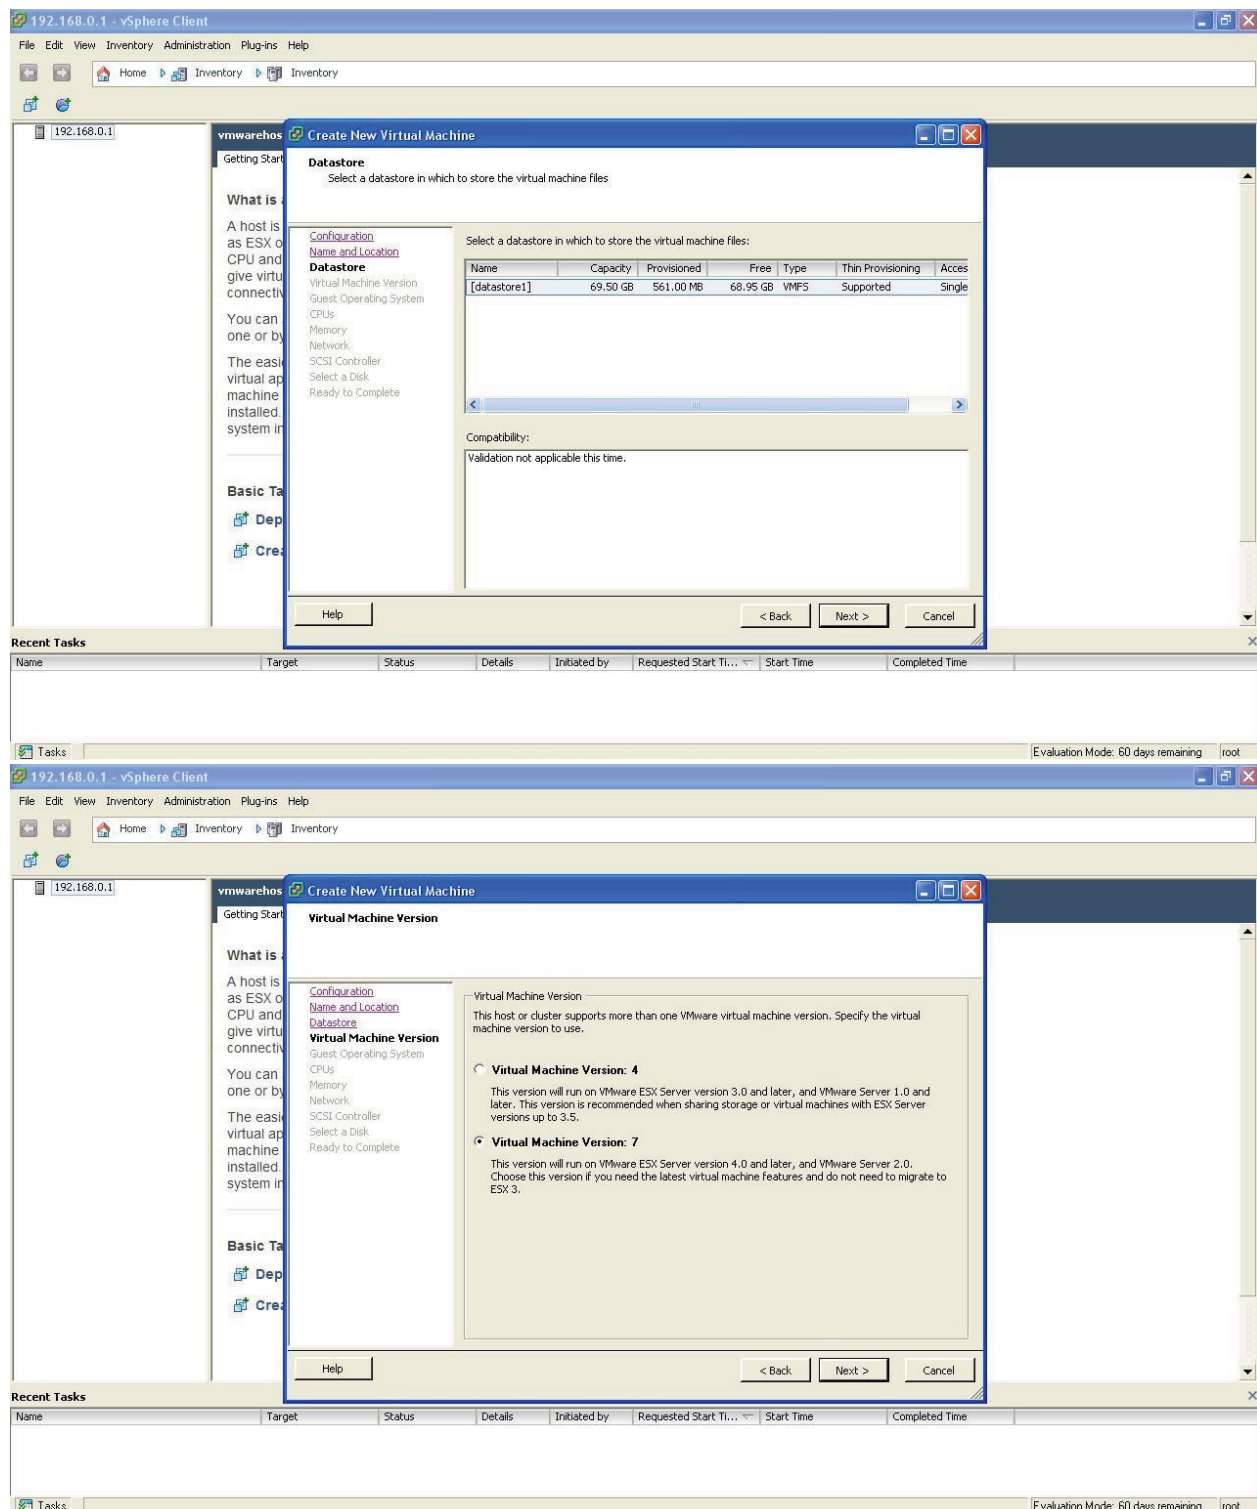 192.168.0.1 - vSphere Client
File Edit View Inventory Administration Plug-ins Help
Home Inventory Inventory
192.168.0.1
vmwarehos
Getting Start
What is
A host is
as ESX o
CPU and
give virtu
connectiv
You can
one or by
The easi
virtual ap
machine
installed.
system in
Basic Ta
Dep
Crea
Create New Virtual Machine
Datastore
Select a datastore in which to store the virtual machine files
Configuration
Name and Location
Datastore
Virtual Machine Version
Guest Operating System
CPUs
Memory
Network
SCSI Controller
Select a Disk
Ready to Complete
Select a datastore in which to store the virtual machine files:
Name Capacity Provisioned Free Type Thin Provisioning Acces
[datastore1] 69.50 GB 561.00 MB 68.95 GB VMFS Supported Single
Compatibility:
Validation not applicable this time.
Help < Back Next > Cancel
Recent Tasks
Name Target Status Details Initiated by Requested Start Ti... Start Time Completed Time
Tasks Evaluation Mode: 60 days remaining root
192.168.0.1 - vSphere Client
File Edit View Inventory Administration Plug-ins Help
Home Inventory Inventory
192.168.0.1
vmwarehos
Getting Start
What is
A host is
as ESX o
CPU and
give virtu
connectiv
You can
one or by
The easi
virtual ap
machine
installed.
system in
Basic Ta
Dep
Crea
Create New Virtual Machine
Virtual Machine Version
Configuration
Name and Location
Datastore
Virtual Machine Version
Guest Operating System
CPUs
Memory
Network
SCSI Controller
Select a Disk
Ready to Complete
Virtual Machine Version
This host or cluster supports more than one VMware virtual machine version. Specify the virtual
machine version to use.
Virtual Machine Version: 4
This version will run on VMware ESX Server version 3.0 and later, and VMware Server 1.0 and
later. This version is recommended when sharing storage or virtual machines with ESX Server
versions up to 3.5.
Virtual Machine Version: 7
This version will run on VMware ESX Server version 4.0 and later, and VMware Server 2.0.
Choose this version if you need the latest virtual machine features and do not need to migrate to
ESX 3.
Help < Back Next > Cancel
Recent Tasks
Name Target Status Details Initiated by Requested Start Ti... Start Time Completed Time
Tasks Evaluation Mode: 60 days remaining root